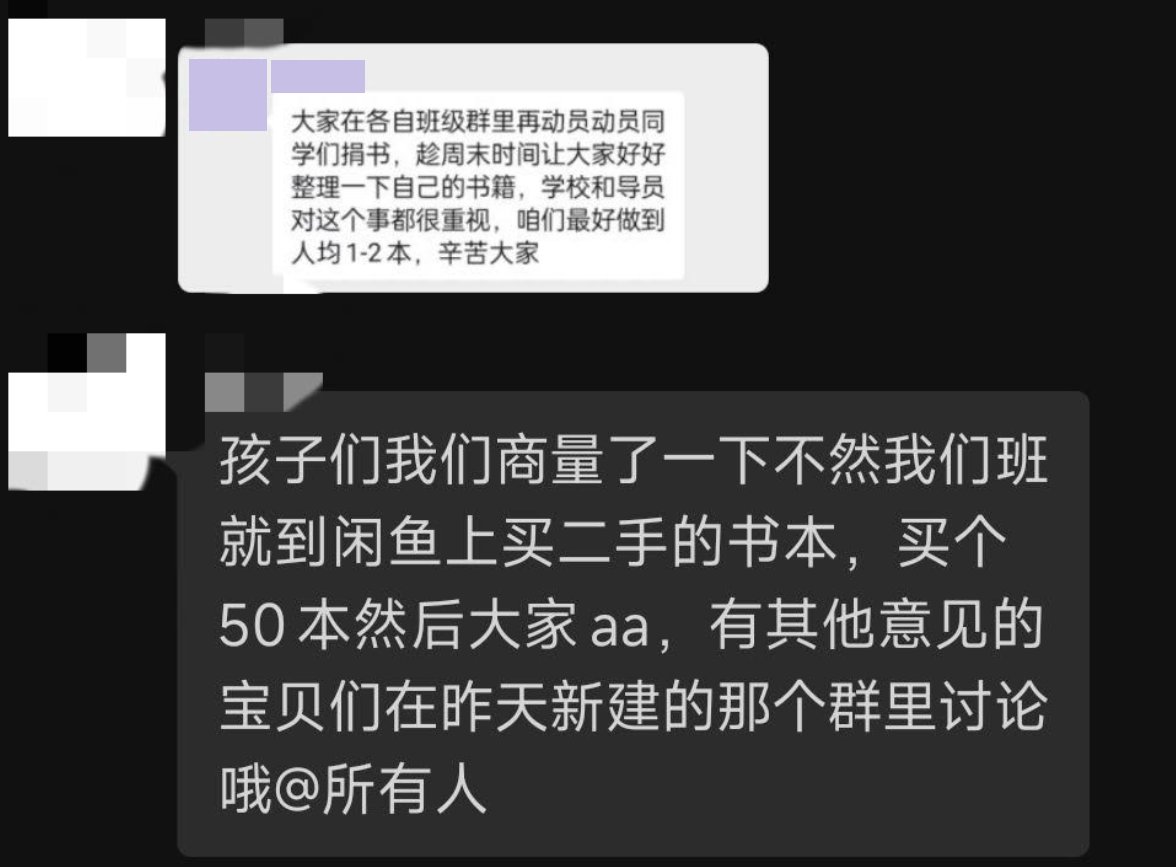 大家在各自班级群里再动员动员同
学们捐书，趁周末时间让大家好好
整理一下自己的书籍，学校和导员
对这个事都很重视，咱们最好做到
人均1-2本，辛苦大家
孩子们我们商量了一下不然我们班
就到闲鱼上买二手的书本，买个
50本然后大家aa，有其他意见的
宝贝们在昨天新建的那个群里讨论
哦@所有人